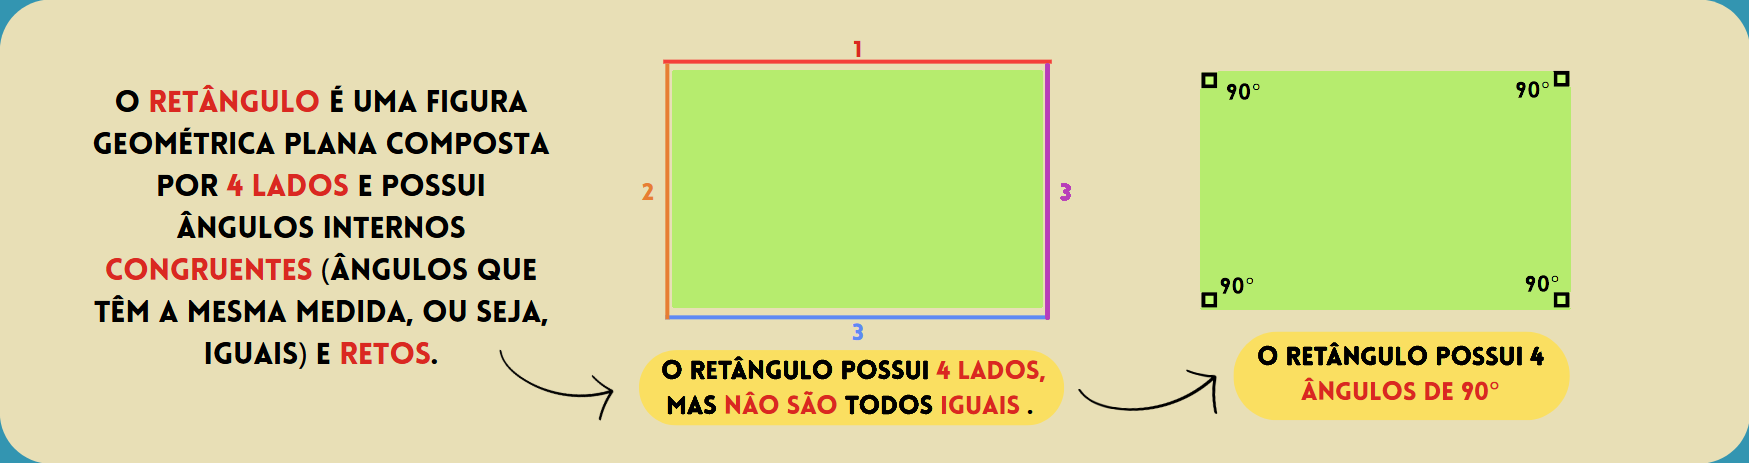 O RETÂNGULO É UMA FIGURA
GEOMÉTRICA PLANA COMPOSTA
POR 4 LADOS E POSSUI
ÂNGULOS INTERNOS
CONGRUENTES (ÂNGULOS QUE
TÊM A MESMA MEDIDA, OU SEJA,
IGUAIS) E RETOS.
1
2
3
3
O RETÂNGULO POSSUI 4 LADOS,
MAS NÂO SÃO TODOS IGUAIS .
90°
90°
90°
90°
O RETÂNGULO POSSUI 4
ÂNGULOS DE 90°